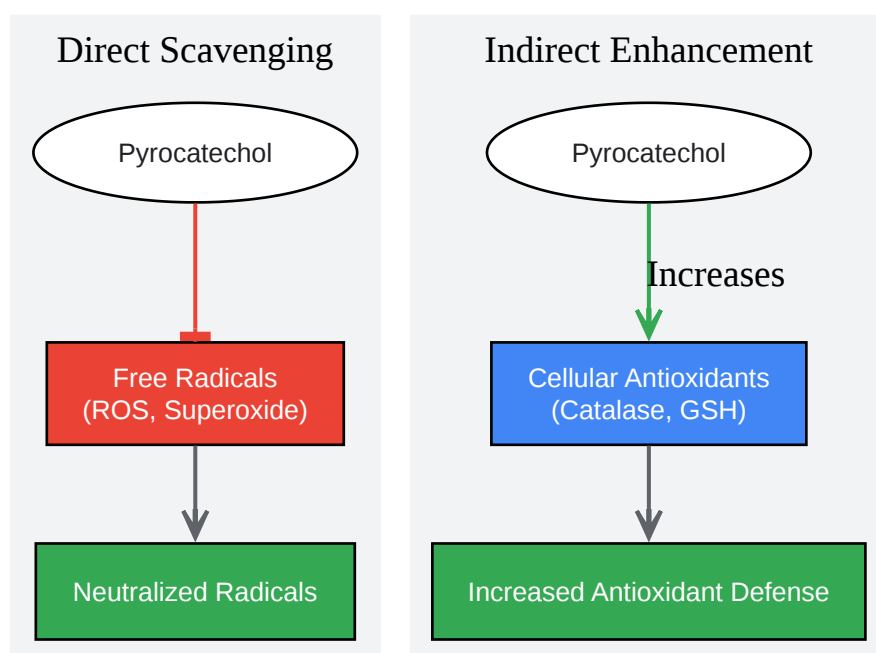 Direct Scavenging
Pyrocatechol
Free Radicals
(ROS, Superoxide)
Neutralized Radicals
Indirect Enhancement
Pyrocatechol
Increases
Cellular Antioxidants
(Catalase, GSH)
Increased Antioxidant Defense